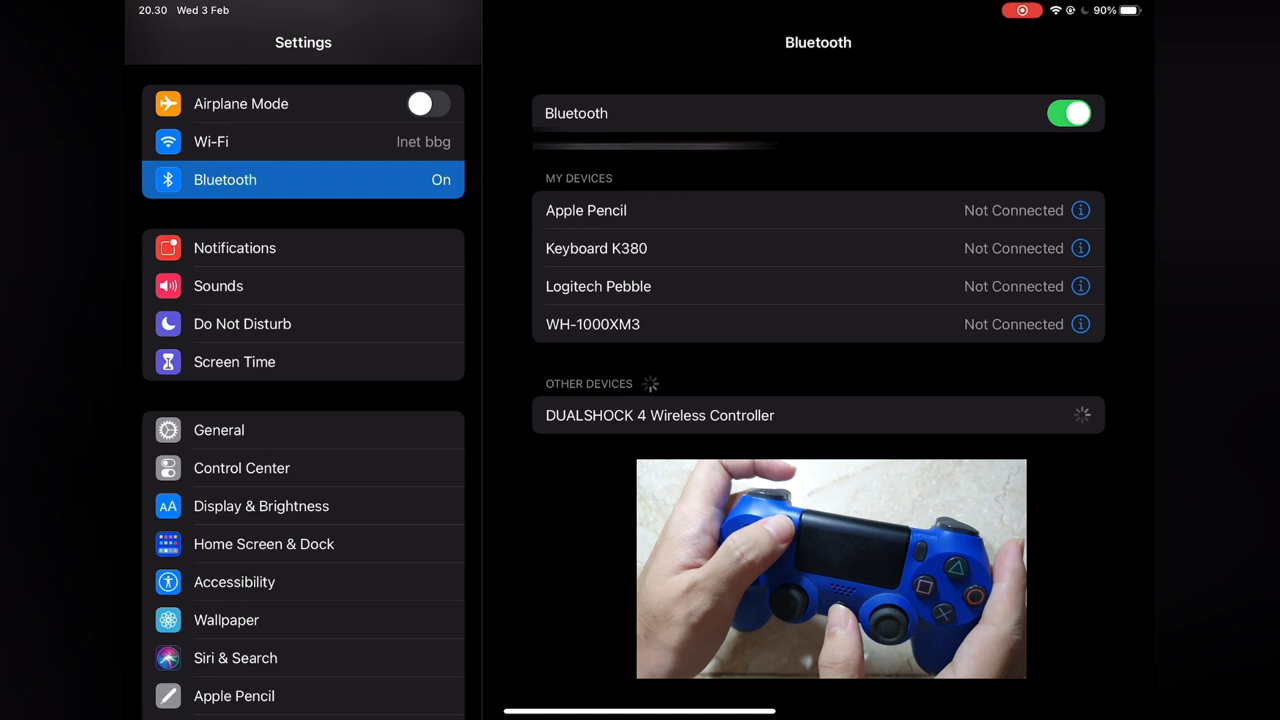 20.30 Wed 3 Feb
90%
Settings
Airplane Mode
Wi-Fi Inet bbg
Bluetooth On
Notifications
Sounds
Do Not Disturb
Screen Time
General
Control Center
AA Display & Brightness
Home Screen & Dock
Accessibility
Wallpaper
Siri & Search
Apple Pencil
Bluetooth
Bluetooth
MY DEVICES
Apple Pencil Not Connected
Keyboard K380 Not Connected
Logitech Pebble Not Connected
WH-1000XM3 Not Connected
OTHER DEVICES
DUALSHOCK 4 Wireless Controller
OPTIONS